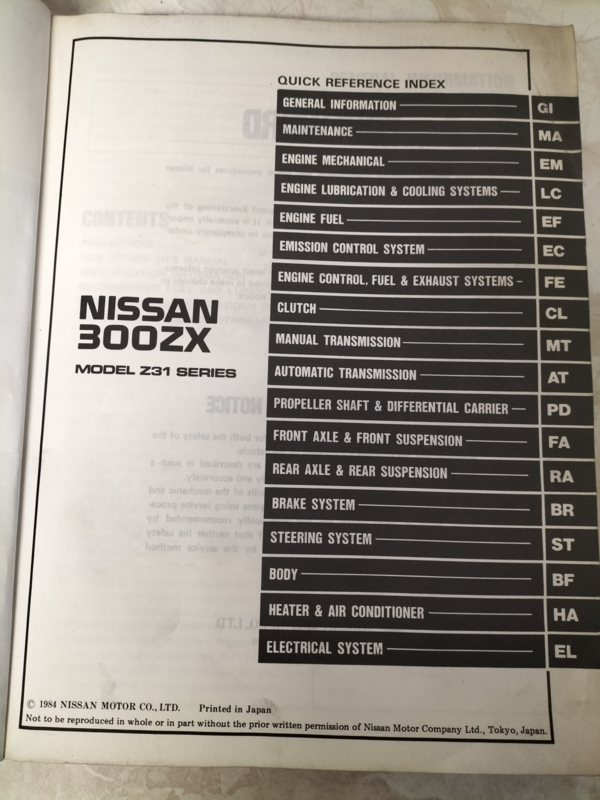 QUICK REFERENCE INDEX
GENERAL INFORMATION GI
MAINTENANCE MA
ENGINE MECHANICAL EM
ENGINE LUBRICATION & COOLING SYSTEMS LC
ENGINE FUEL EF
EMISSION CONTROL SYSTEM EC
ENGINE CONTROL, FUEL & EXHAUST SYSTEMS FE
CLUTCH CL
MANUAL TRANSMISSION MT
AUTOMATIC TRANSMISSION AT
PROPELLER SHAFT & DIFFERENTIAL CARRIER PD
FRONT AXLE & FRONT SUSPENSION FA
REAR AXLE & REAR SUSPENSION RA
BRAKE SYSTEM BR
STEERING SYSTEM ST
BODY BF
HEATER & AIR CONDITIONER HA
ELECTRICAL SYSTEM EL
NISSAN
300ZX
MODEL Z31 SERIES
© 1984 NISSAN MOTOR CO., LTD. Printed in Japan
Not to be reproduced in whole or in part without the prior written permission of Nissan Motor Company Ltd., Tokyo, Japan.